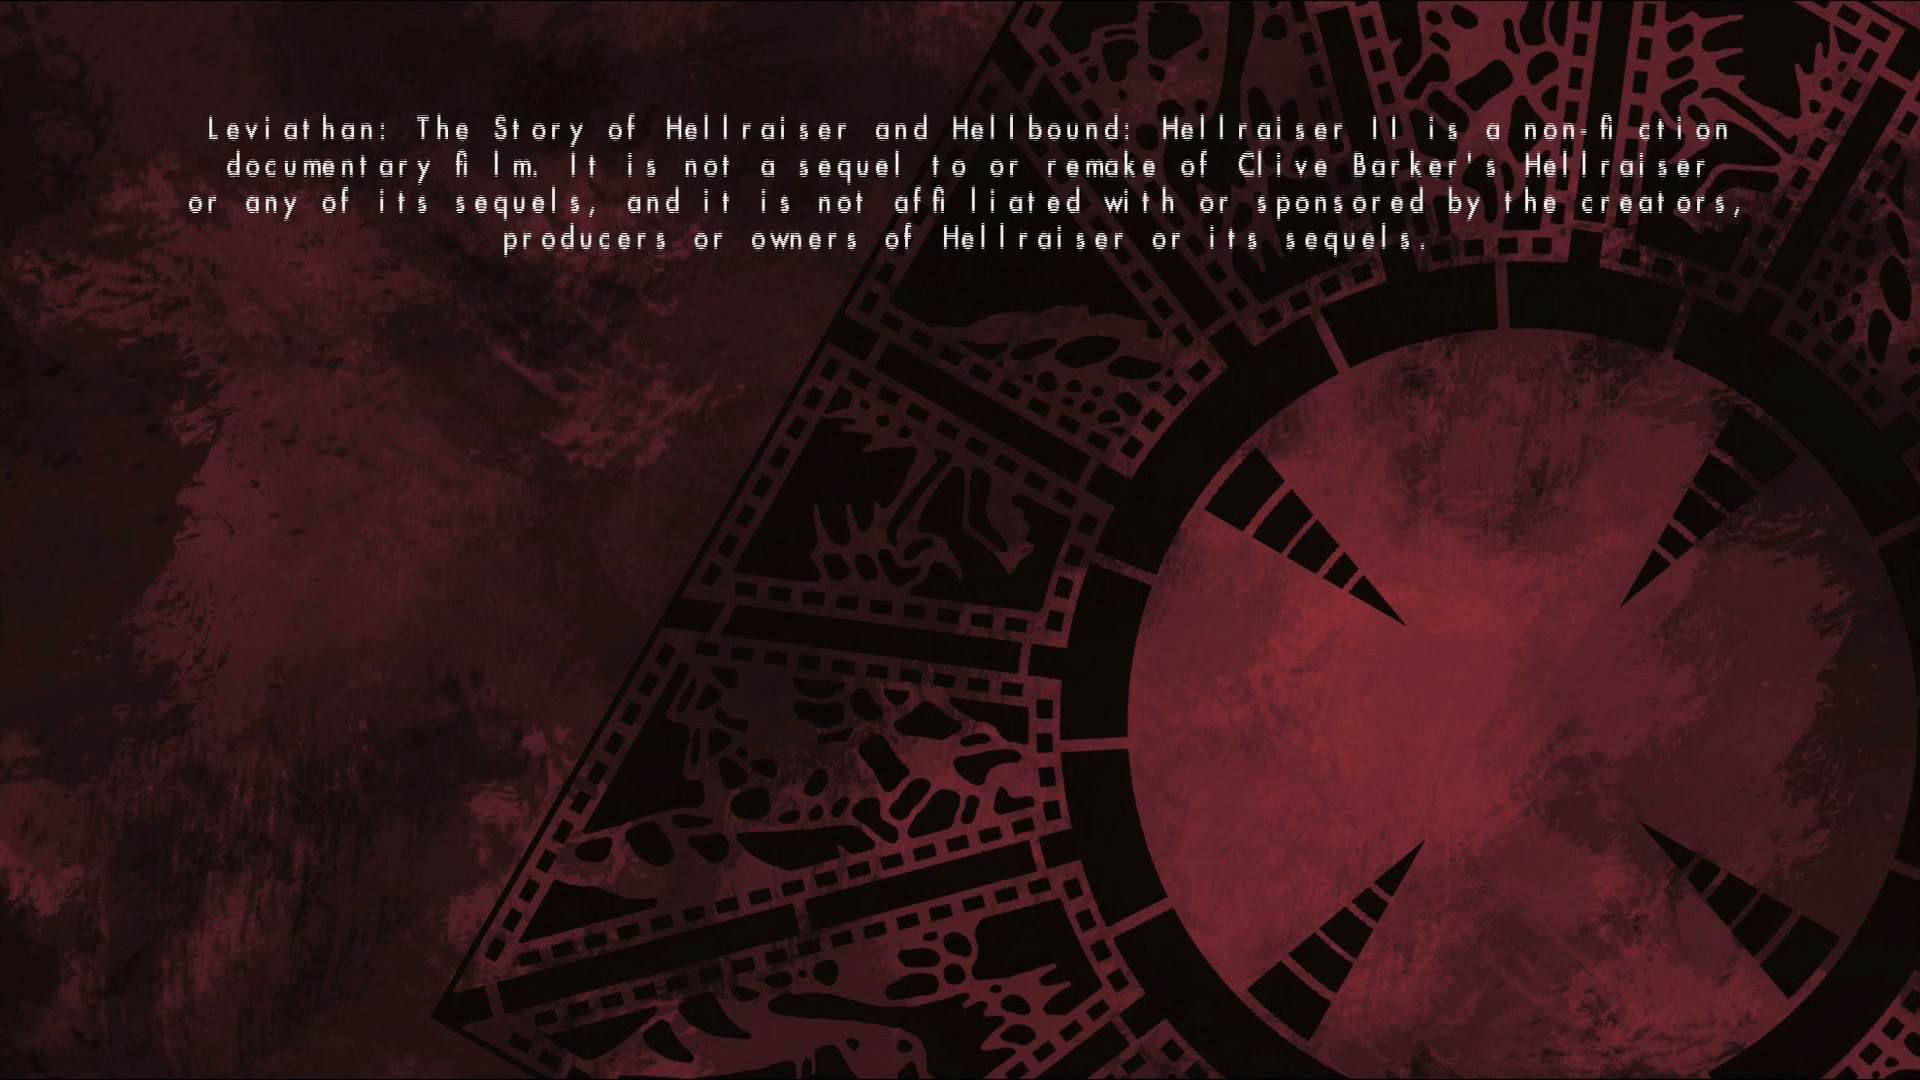 Leviathan: The Story of Hellraiser and Hellbound: Hellraiser II is a non-fiction
documentary film. It is not a sequel to or remake of Clive Barker's Hellraiser
or any of its sequels, and it is not affiliated with or sponsored by the creators,
producers or owners of Hellraiser or its sequels.